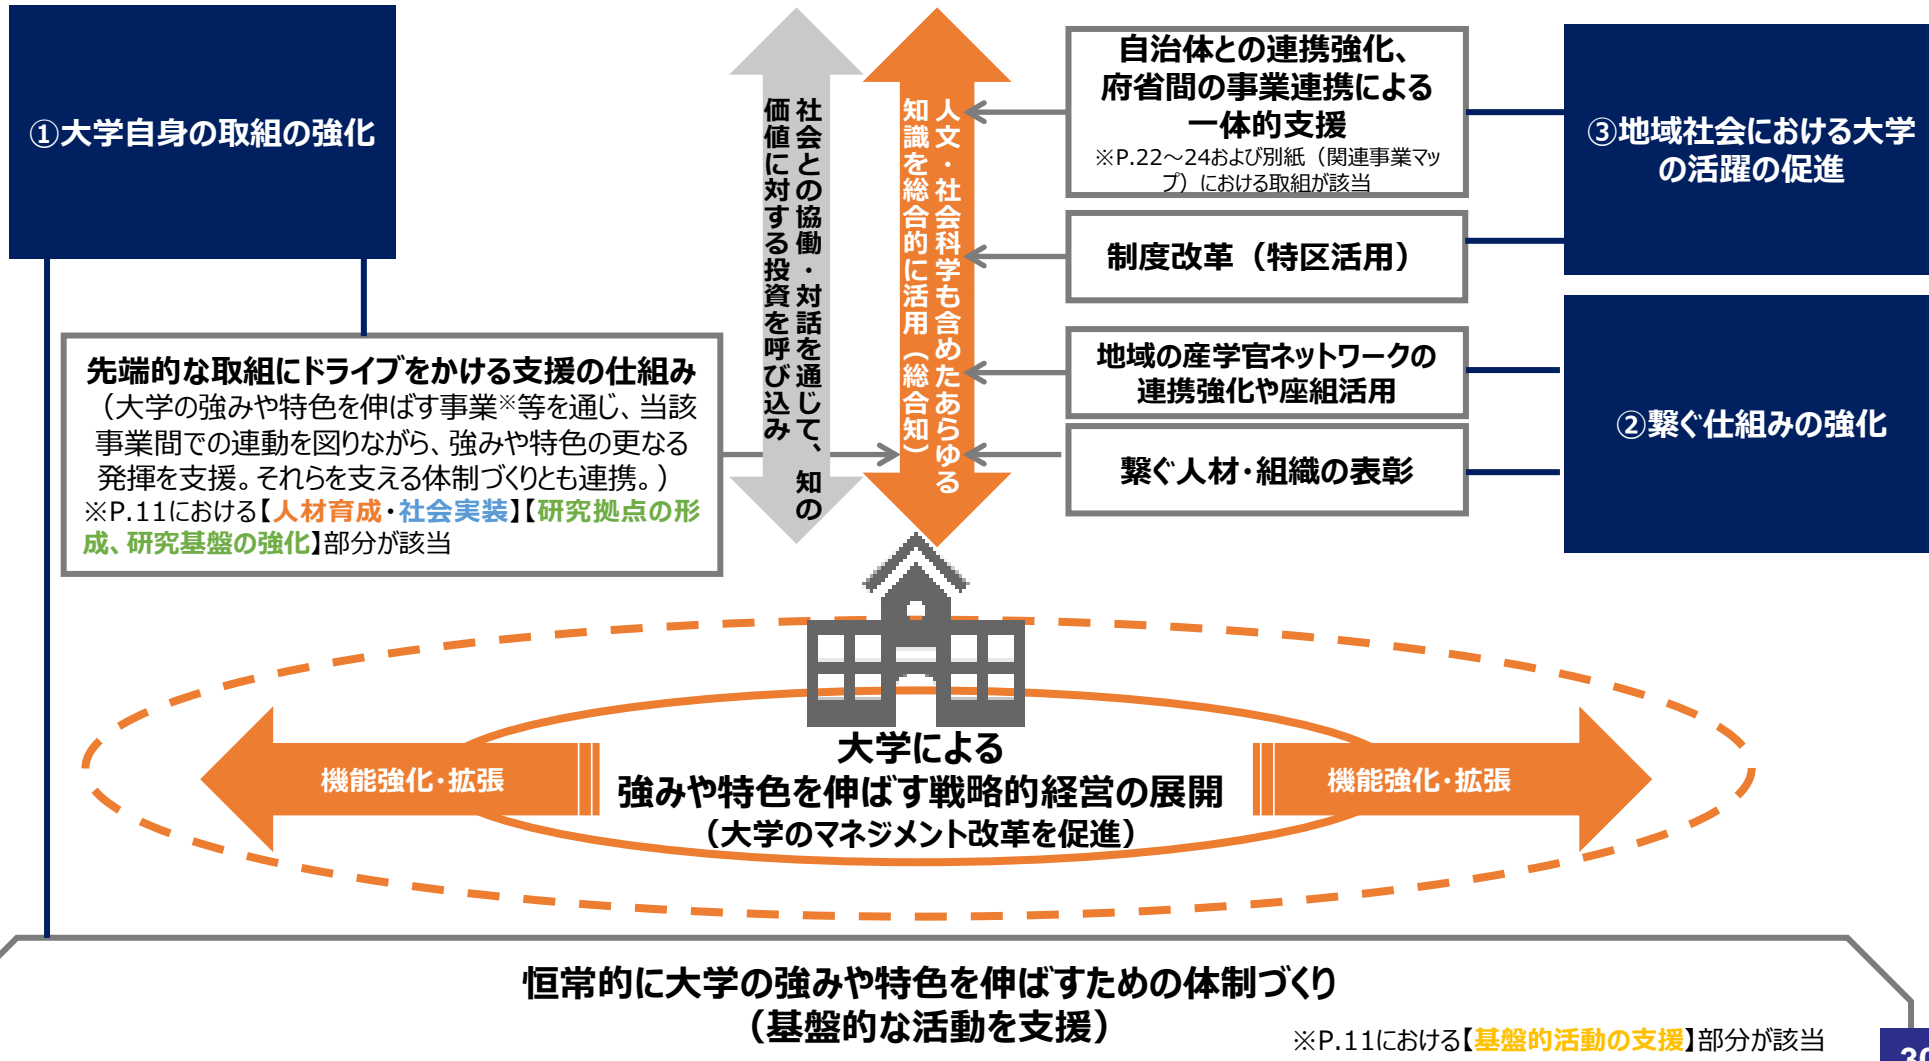 ①大学自身の取組の強化
社会との協働・対話を通じて、知の
価値に対する投資を呼び込み
人文・社会科学も含めたあらゆる
知識を総合的に活用（総合知）
自治体との連携強化、
府省間の事業連携による
一体的支援
※P.22～24および別紙（関連事業マッ
プ）における取組が該当
制度改革（特区活用）
③地域社会における大学
の活躍の促進
地域の産学官ネットワークの
連携強化や座組活用
繋ぐ人材・組織の表彰
②繋ぐ仕組みの強化
先端的な取組にドライブをかける支援の仕組み
（大学の強みや特色を伸ばす事業※等を通じ、当該
事業間での連動を図りながら、強みや特色の更なる
発揮を支援。それらを支える体制づくりとも連携。）
※P.11における【人材育成・社会実装】【研究拠点の形
成、研究基盤の強化】部分が該当
機能強化・拡張
大学による
強みや特色を伸ばす戦略的経営の展開
（大学のマネジメント改革を促進）
機能強化・拡張
恒常的に大学の強みや特色を伸ばすための体制づくり
（基盤的な活動を支援）
※P.11における【基盤的活動の支援】部分が該当